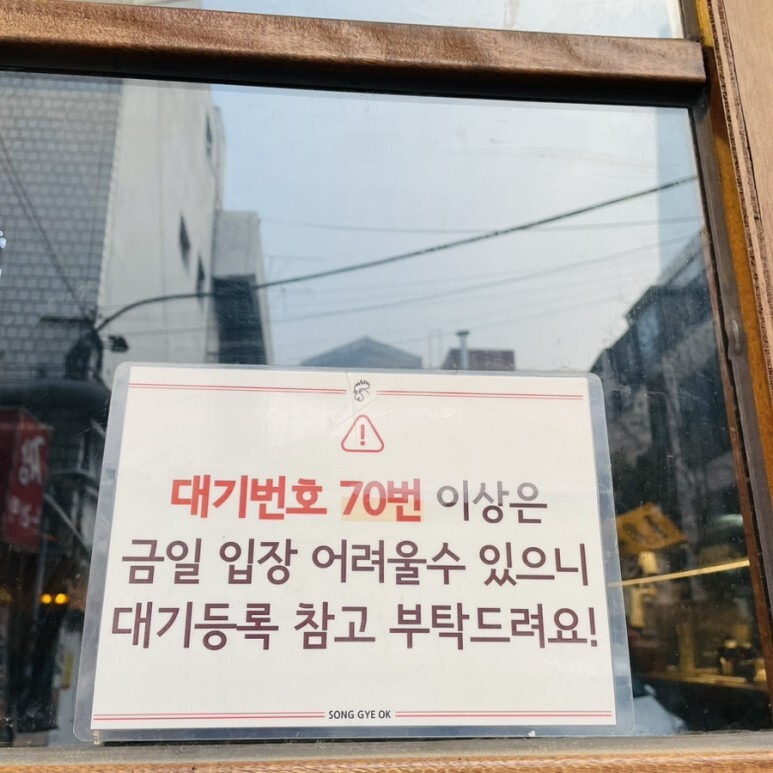 대기번호 70번 이상은
금일 입장 어려울수 있으니
대기등록 참고 부탁드려요!
SONG GYE OK